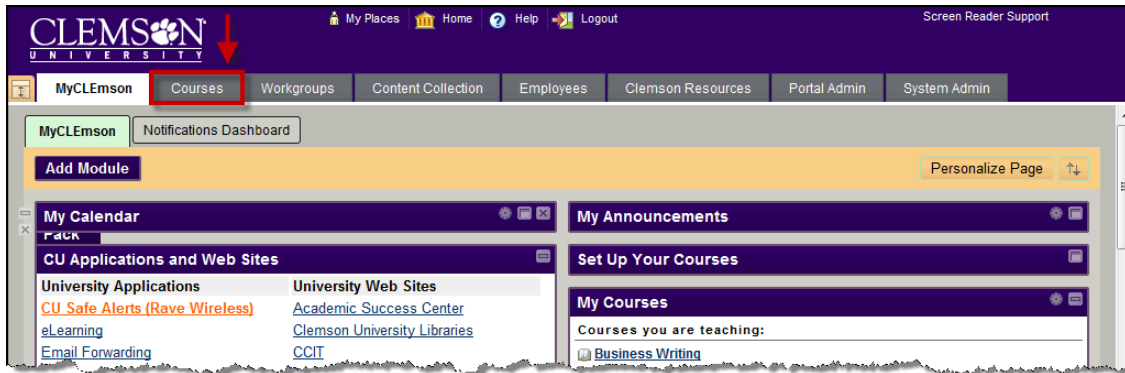 My Places Home Help Logout Screen Reader Support
CLEMSON
UNIVERSITY
MyCLEmson Courses Workgroups Content Collection Employees Clemson Resources Portal Admin System Admin
MyCLEmson Notifications Dashboard
Add Module Personalize Page
My Calendar My Announcements
Pack
CU Applications and Web Sites Set Up Your Courses
University Applications University Web Sites My Courses
CU Safe Alerts (Rave Wireless) Academic Success Center
eLearning Clemson University Libraries Courses you are teaching:
Email Forwarding CCIT Business Writing